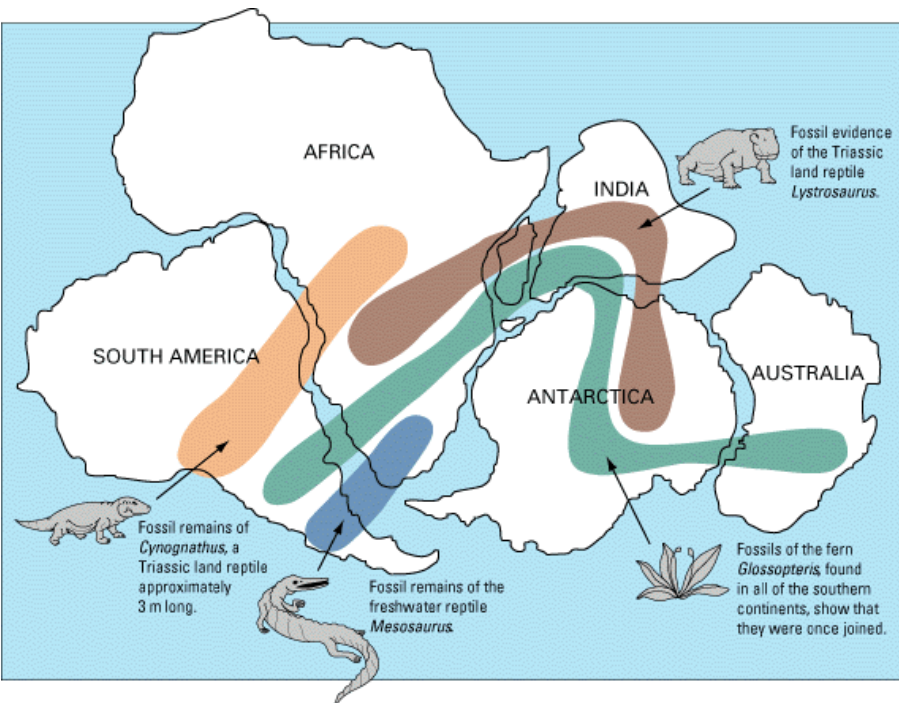 AFRICA
INDIA
Fossil evidence
of the Triassic
land reptile
Lystrosaurus.
SOUTH AMERICA
ANTARCTICA
AUSTRALIA
Fossil remains of
Cynognathus, a
Triassic land reptile
approximately
3 m long.
Fossil remains of the
freshwater reptile
Mesosaurus.
Fossils of the fern
Glossopteris, found
in all of the southern
continents, show that
they were once joined.